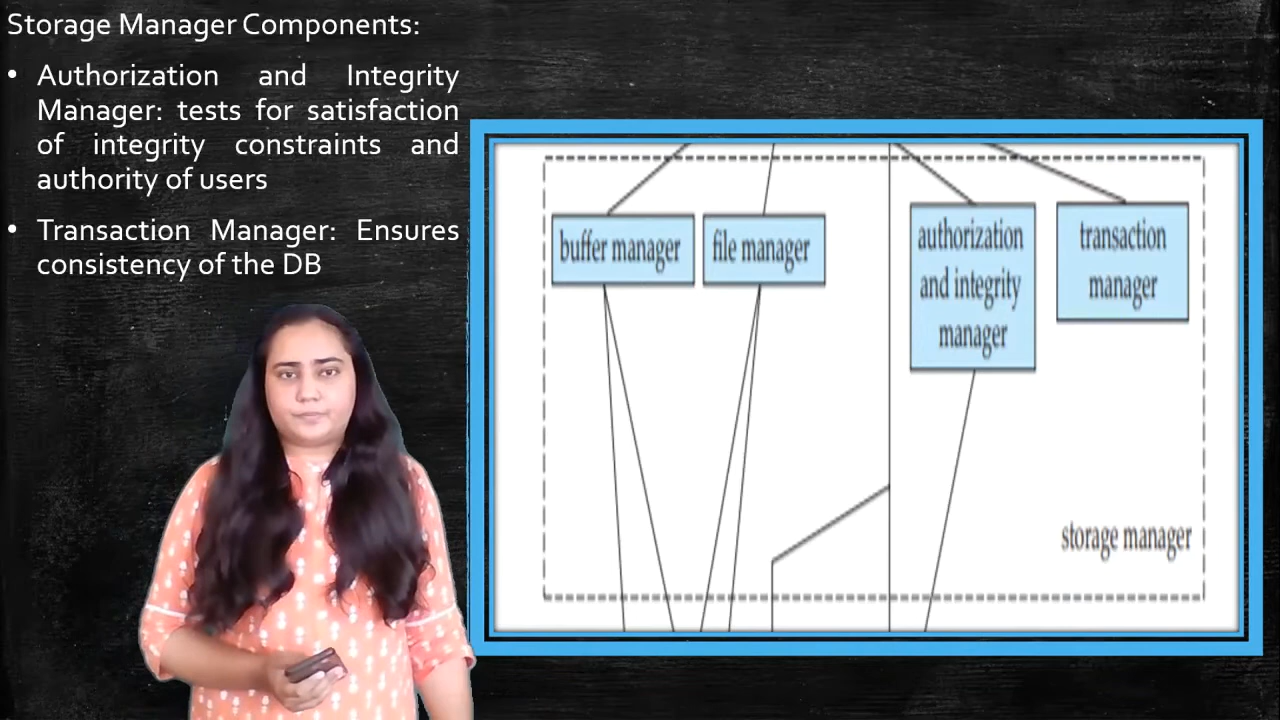 Storage Manager Components:
• Authorization and Integrity
Manager: tests for satisfaction
of integrity constraints and
authority of users
• Transaction Manager: Ensures
consistency of the DB
buffer manager
file manager
authorization
and integrity
manager
transaction
manager
storage manager